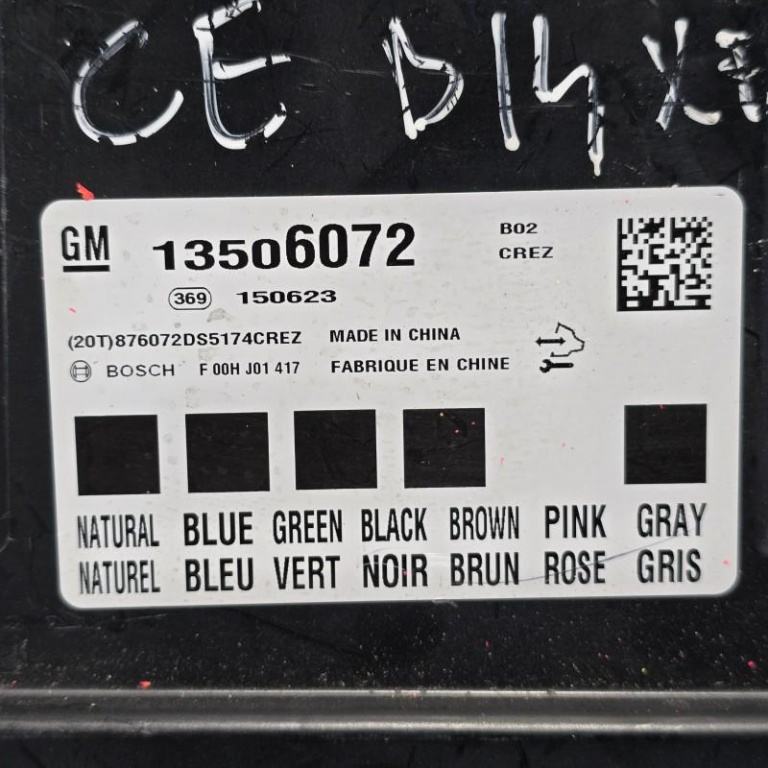 CE D14
GM 13506072
B02
CREZ
369 150623
(20T)876072DS5174CREZ MADE IN CHINA
BOSCH F 00H J01 417 FABRIQUE EN CHINE
NATURAL BLUE GREEN BLACK BROWN PINK GRAY
NATUREL BLEU VERT NOIR BRUN ROSE GRIS